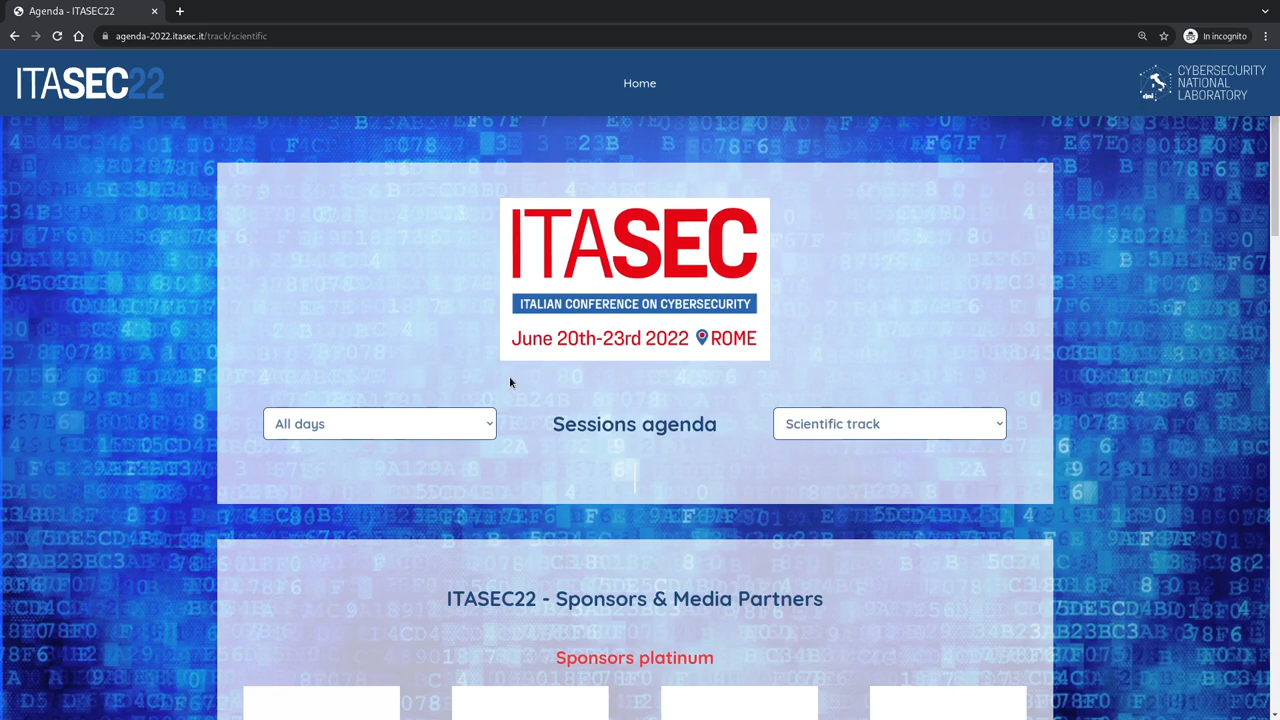 Agenda - ITASEC22
agenda-2022.itasec.it/track/scientific
In incognito
ITASEC22
Home
CYBERSECURITY
NATIONAL
LABORATORY
ITASEC
ITALIAN CONFERENCE ON CYBERSECURITY
June 20th-23rd 2022 ROME
All days
Sessions agenda
Scientific track
ITASEC22 - Sponsors & Media Partners
Sponsors platinum